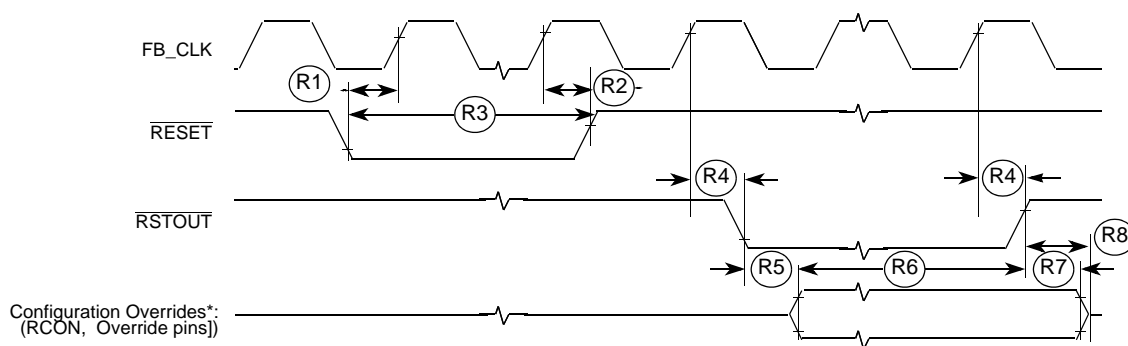 FB_CLK
R1
R2
R3
RESET
R4
R4
RSTOUT
R8
R5
R6
R7
Configuration Overrides*:
(RCON, Override pins])